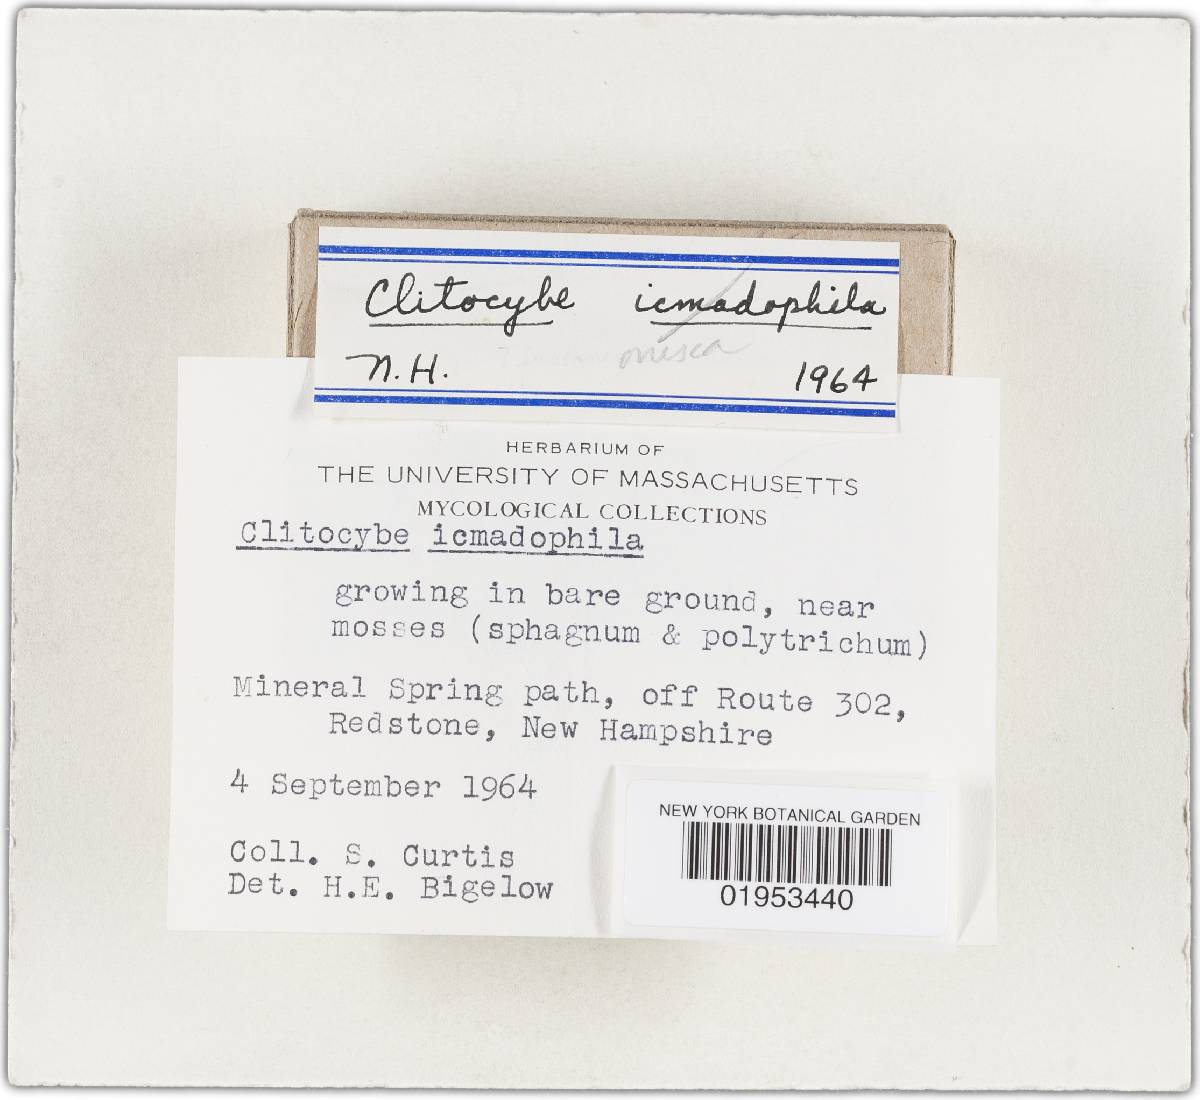 Clitocybe icmadophila
onisca
N.H. 1964
HERBARIUM OF
THE UNIVERSITY OF MASSACHUSETTS
MYCOLOGICAL COLLECTIONS
Clitocybe icmadophila
growing in bare ground, near
mosses (sphagnum & polytrichum)
Mineral Spring path, off Route 302,
Redstone, New Hampshire
4 September 1964
Coll. S. Curtis
Det. H.E. Bigelow
NEW YORK BOTANICAL GARDEN
01953440